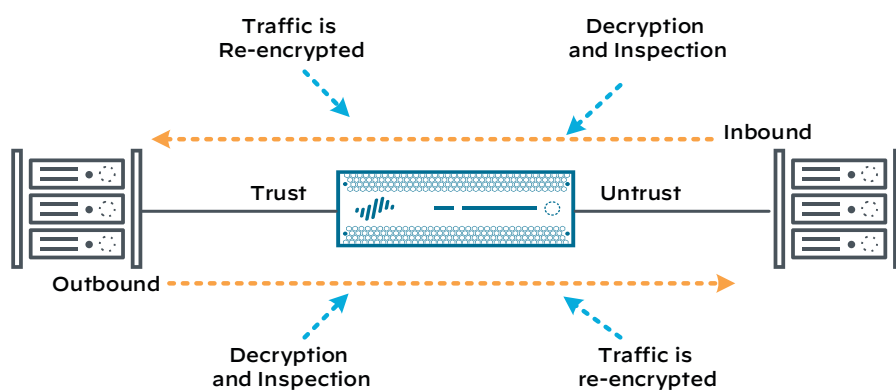 Traffic is
Re-encrypted
Decryption
and Inspection
Inbound
Trust
Untrust
Outbound
Decryption
and Inspection
Traffic is
re-encrypted